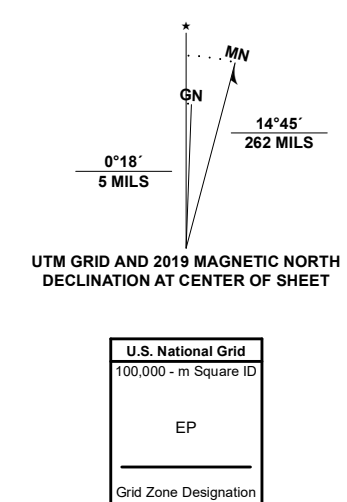 ★
MN
GN
14°45´
262 MILS
0°18´
5 MILS
UTM GRID AND 2019 MAGNETIC NORTH
DECLINATION AT CENTER OF SHEET
U.S. National Grid
100,000 - m Square ID
EP
Grid Zone Designation